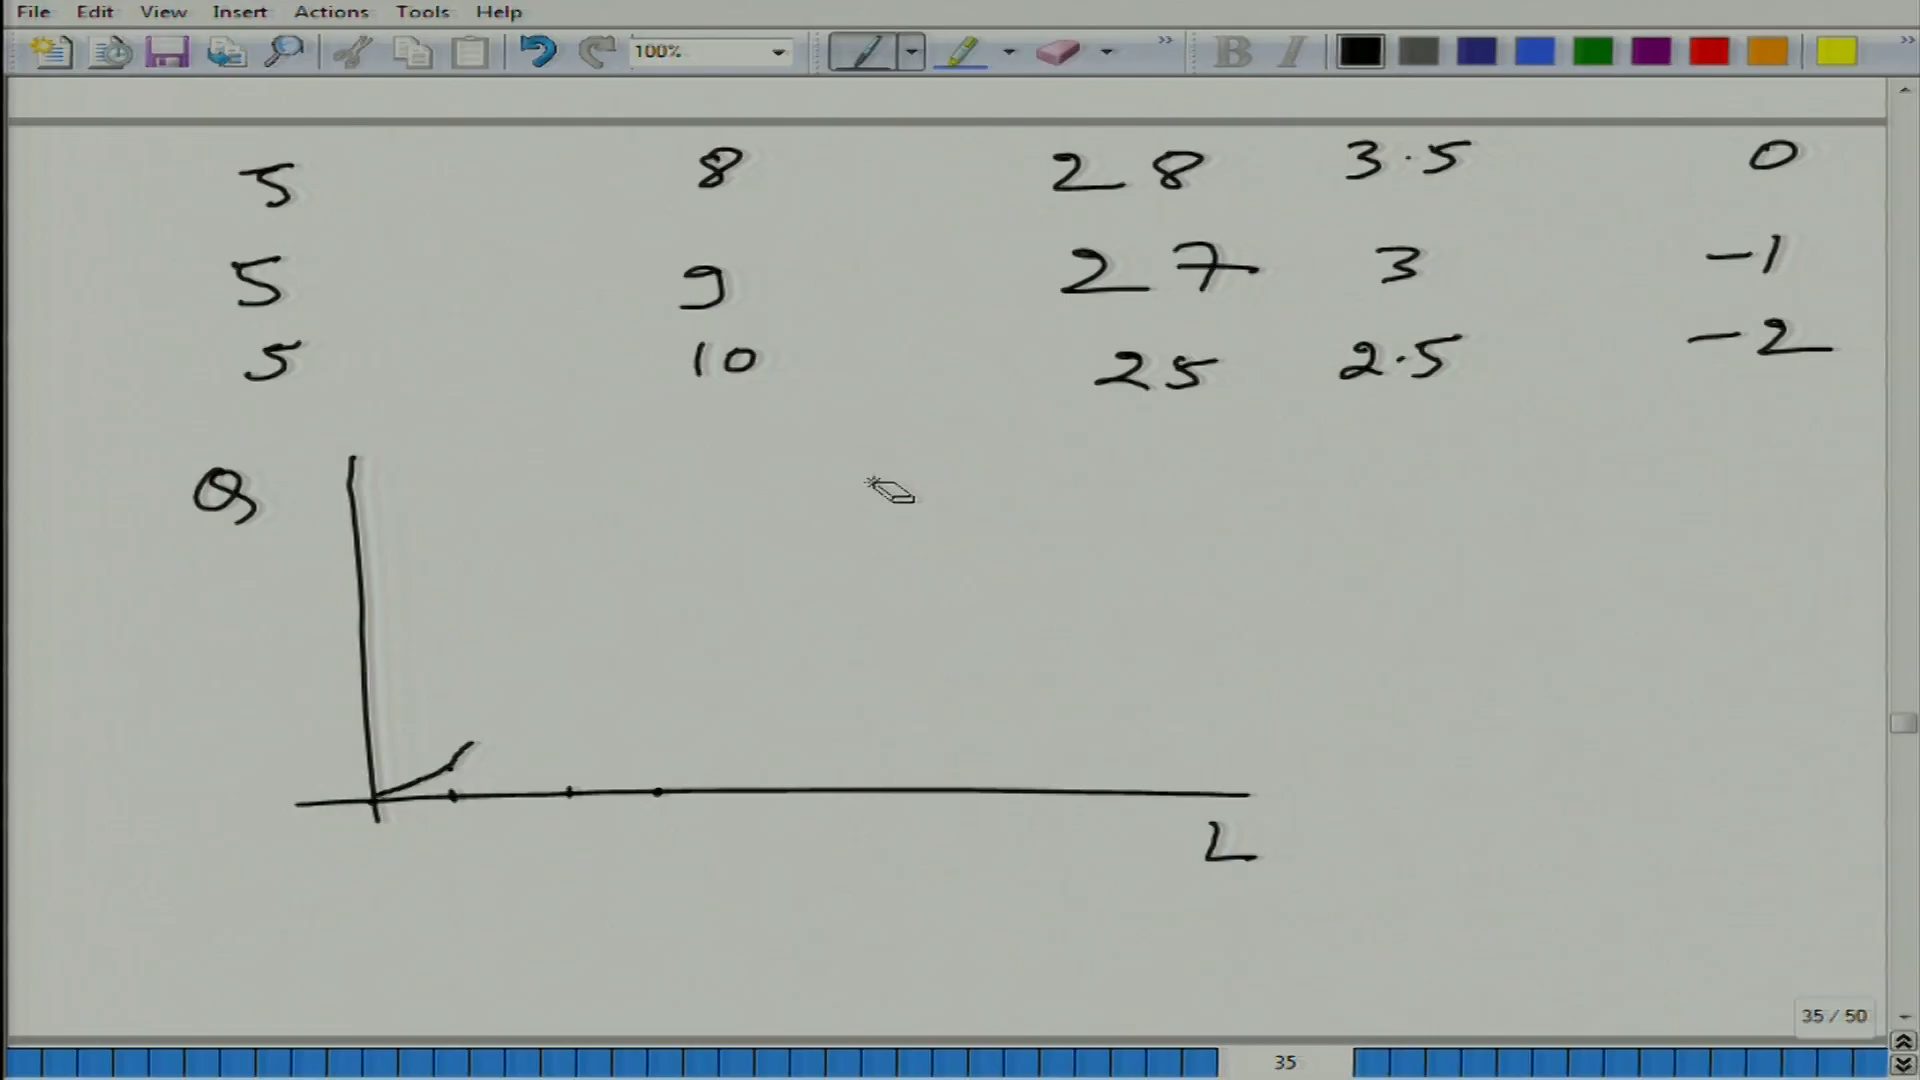 File Edit View Insert Actions Tools Help
100% B I
5 8 28 3.5 0
5 9 27 3 -1
5 10 25 2.5 -2
Q
L
35 / 50
35